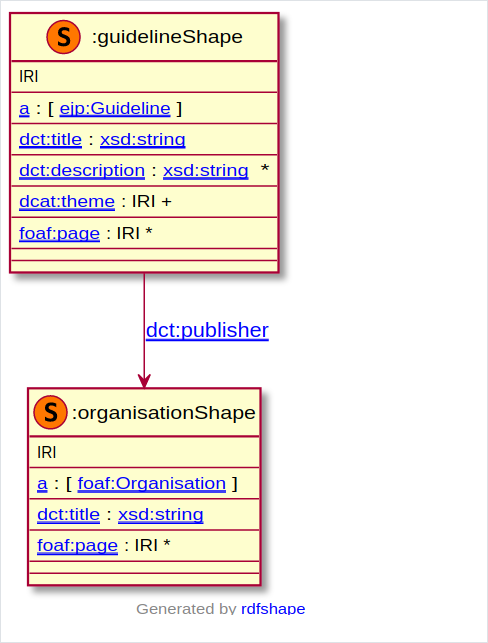 S :guidelineShape
IRI
a : [ ejp:Guideline ]
dct:title : xsd:string
dct:description : xsd:string *
dcat:theme : IRI +
foaf:page : IRI *
dct:publisher
S :organisationShape
IRI
a : [ foaf:Organisation ]
dct:title : xsd:string
foaf:page : IRI *
Generated by rdfshape